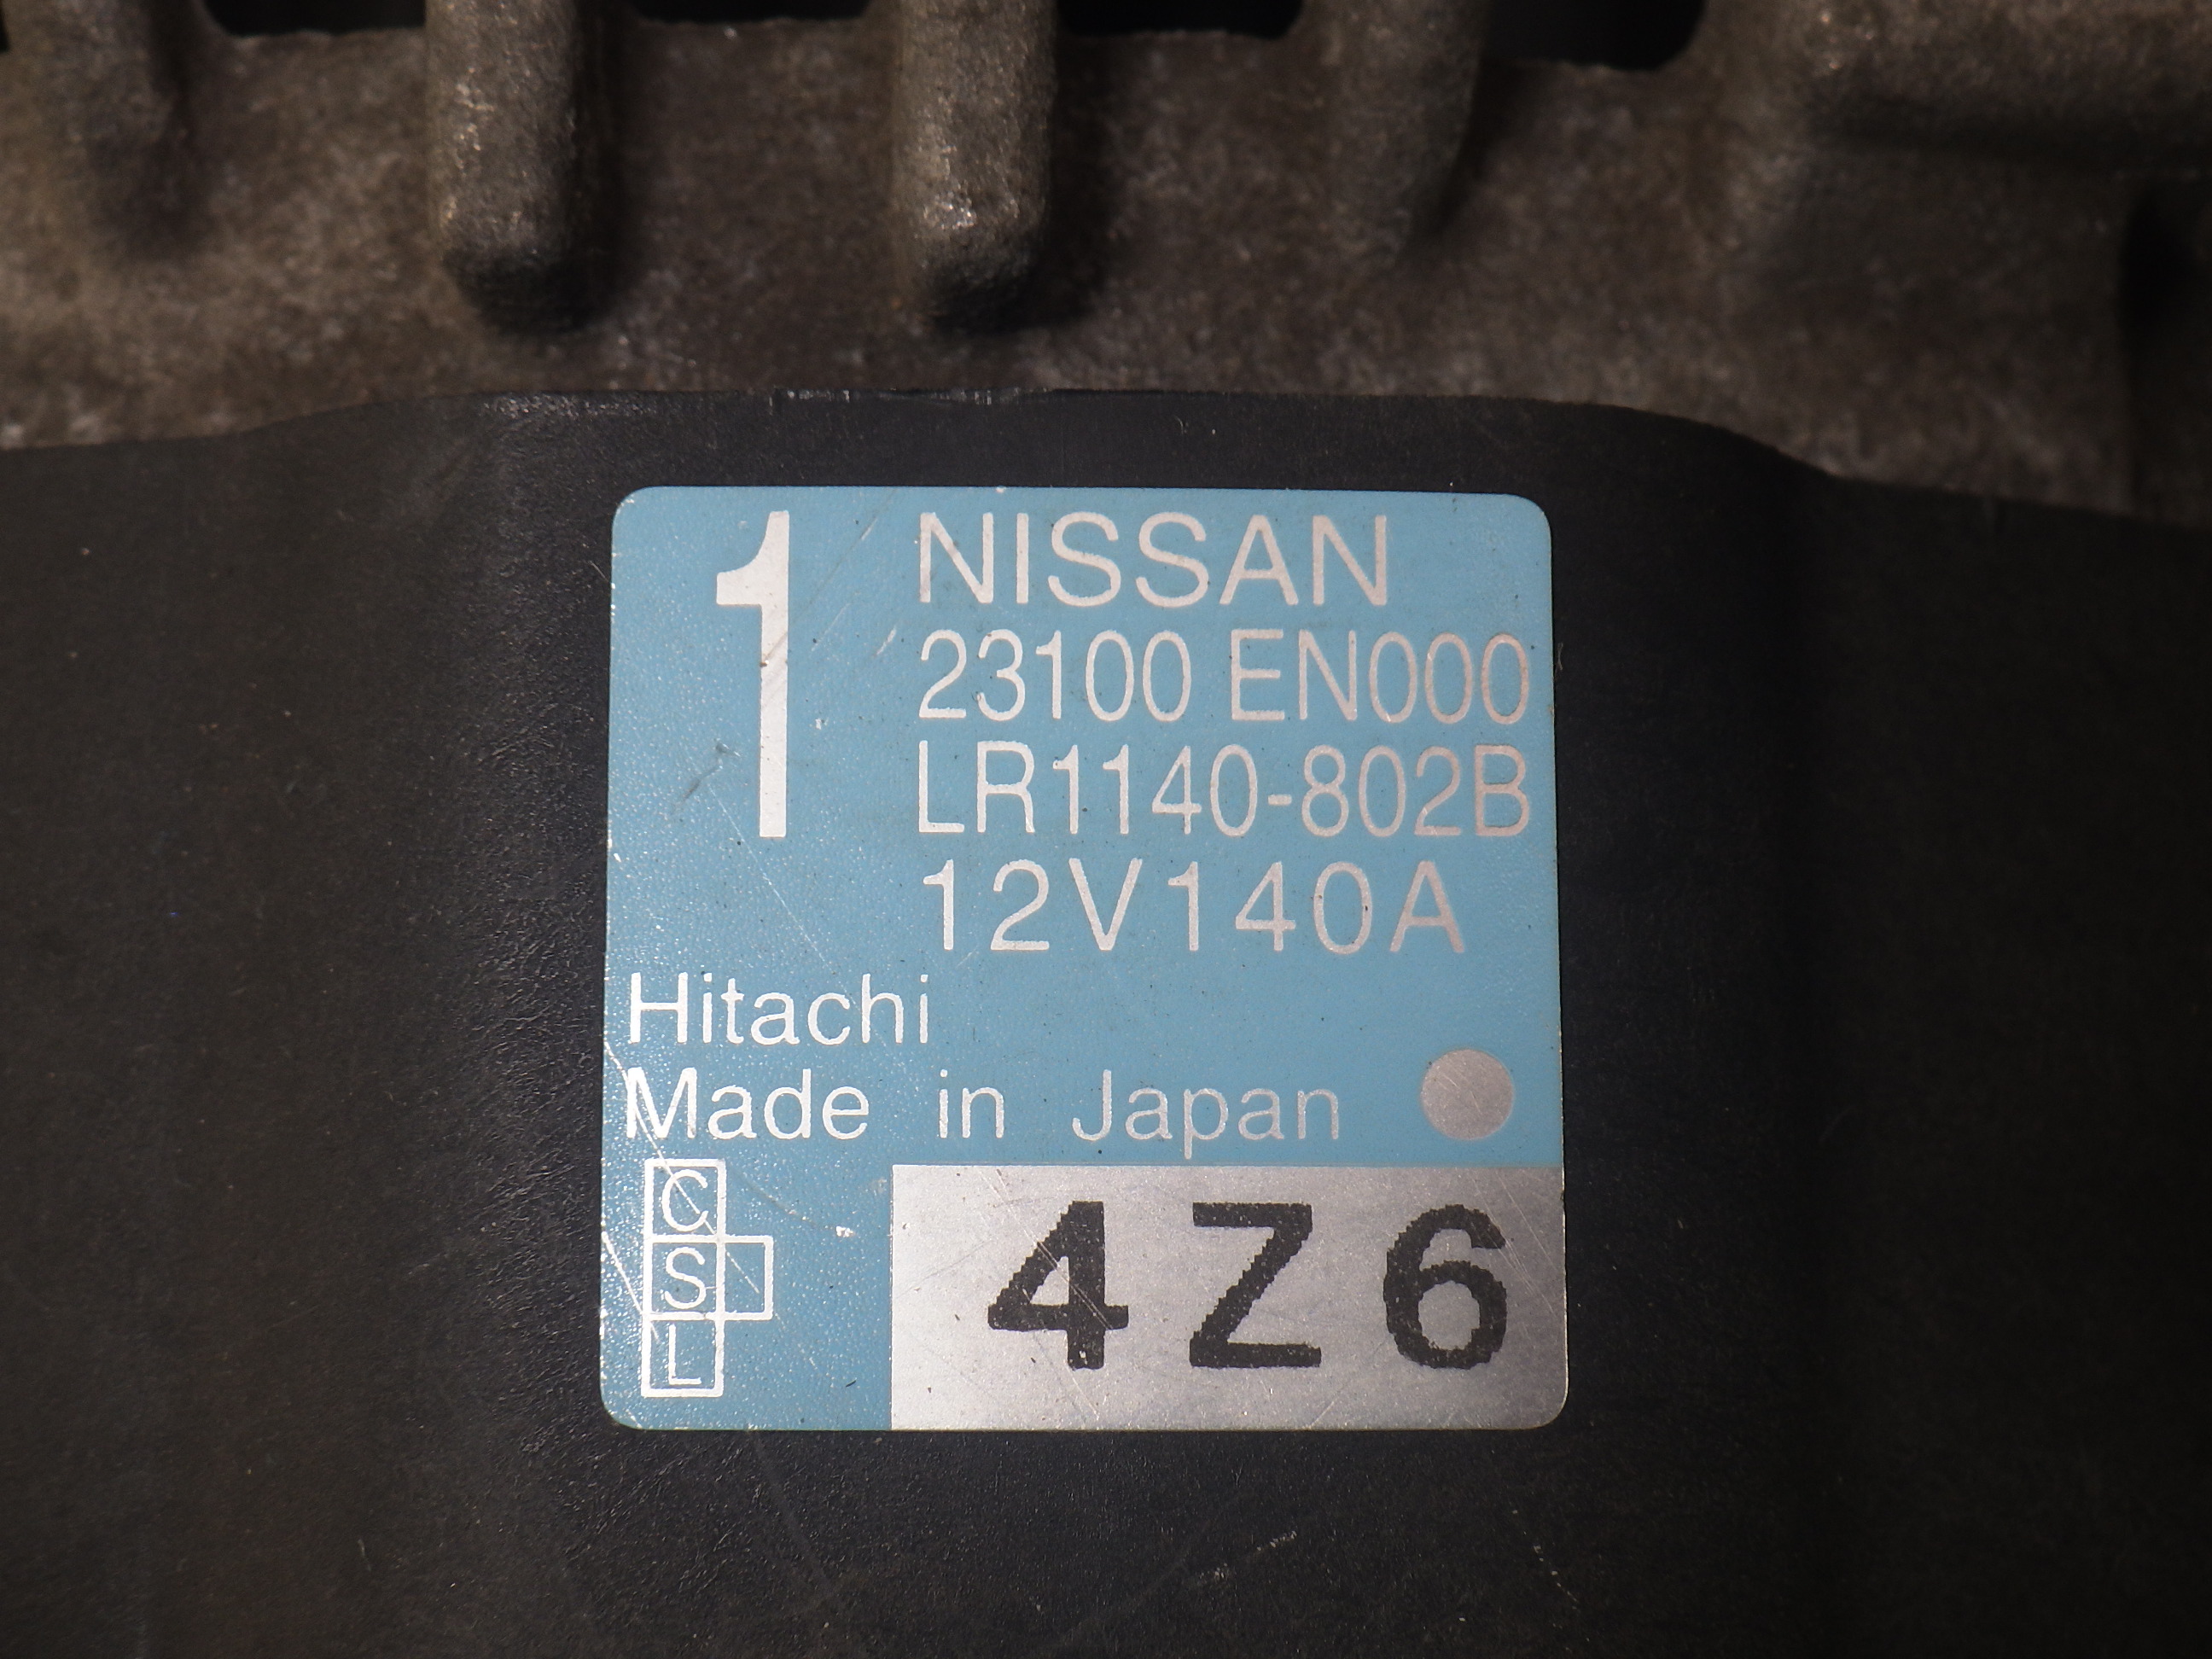 1
NISSAN
23100 EN000
LR1140-802B
12V140A
Hitachi
Made in Japan
C
S
L
4Z6